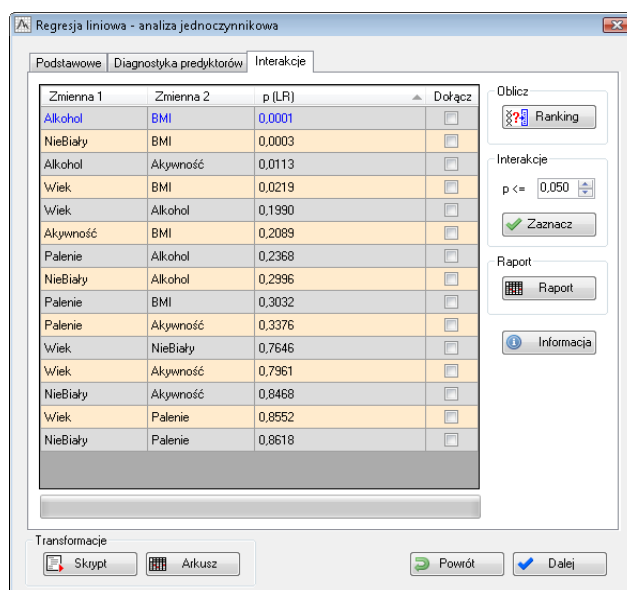 Regresja liniowa - analiza jednoczynnikowa
Podstawowe Diagnostyka predyktorów Interakcje
Zmienna 1 Zmienna 2 p (LR) Dołącz
Alkohol BMI 0,0001
NieBiały BMI 0,0003
Alkohol Akywność 0,0113
Wiek BMI 0,0219
Wiek Alkohol 0,1990
Akywność BMI 0,2089
Palenie Alkohol 0,2368
NieBiały Alkohol 0,2996
Palenie BMI 0,3032
Palenie Akywność 0,3376
Wiek NieBiały 0,7646
Wiek Akywność 0,7961
NieBiały Akywność 0,8468
Wiek Palenie 0,8552
NieBiały Palenie 0,8618
Oblicz
Ranking
Interakcje
p <= 0,050
Zaznacz
Raport
Raport
Informacja
Transformacje
Skrypt Arkusz Powrót Dalej